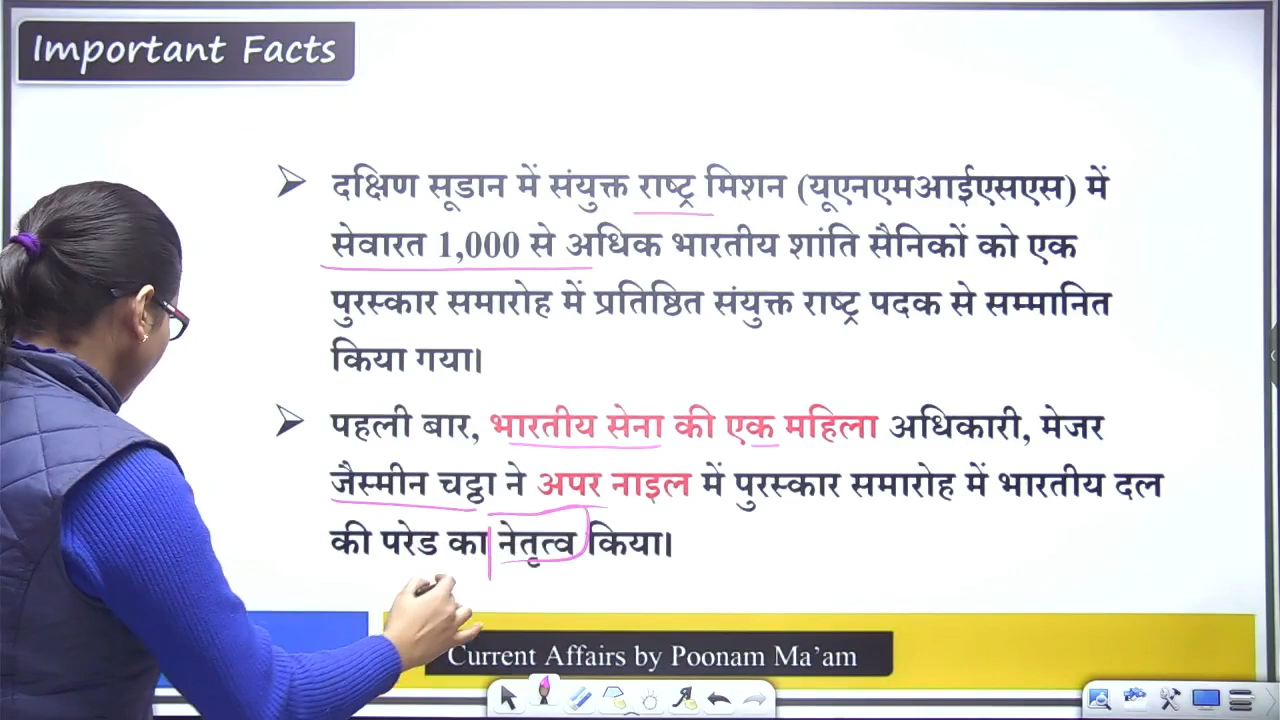 Important Facts
दक्षिण सूडान में संयुक्त राष्ट्र मिशन (यूएनएमआईएसएस) में
सेवारत 1,000 से अधिक भारतीय शांति सैनिकों को एक
पुरस्कार समारोह में प्रतिष्ठित संयुक्त राष्ट्र पदक से सम्मानित
किया गया।
पहली बार, भारतीय सेना की एक महिला अधिकारी, मेजर
जैस्मीन चट्ठा ने अपर नाइल में पुरस्कार समारोह में भारतीय दल
की परेड का नेतृत्व किया।
Current Affairs by Poonam Ma'am